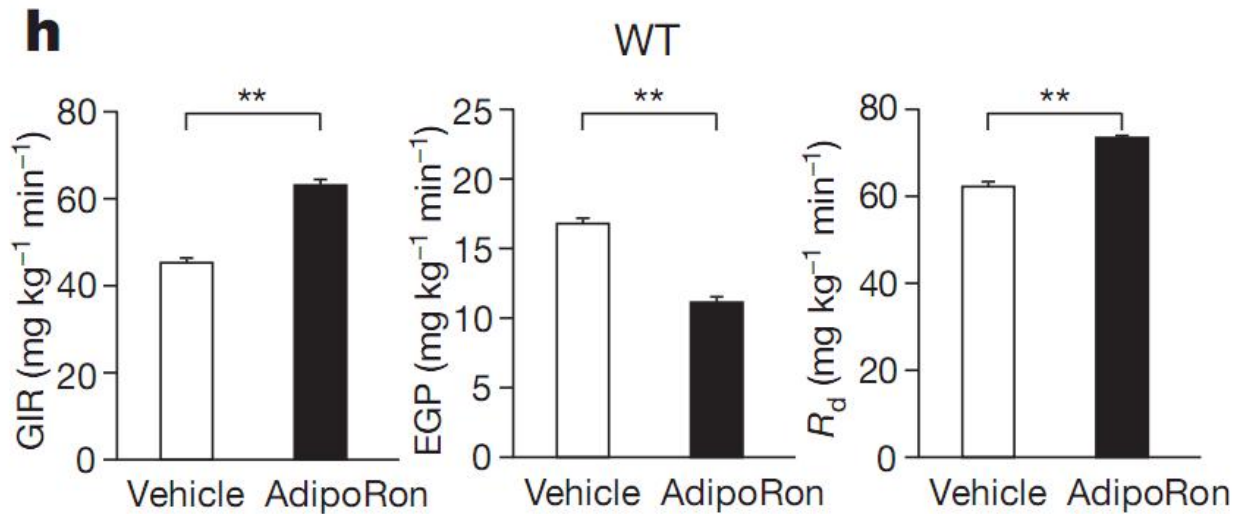 h
WT
GIR (mg kg⁻¹ min⁻¹)
80
60
40
20
0
**
Vehicle AdipoRon
EGP (mg kg⁻¹ min⁻¹)
25
20
15
10
5
0
**
Vehicle AdipoRon
Rd (mg kg⁻¹ min⁻¹)
80
60
40
20
0
**
Vehicle AdipoRon